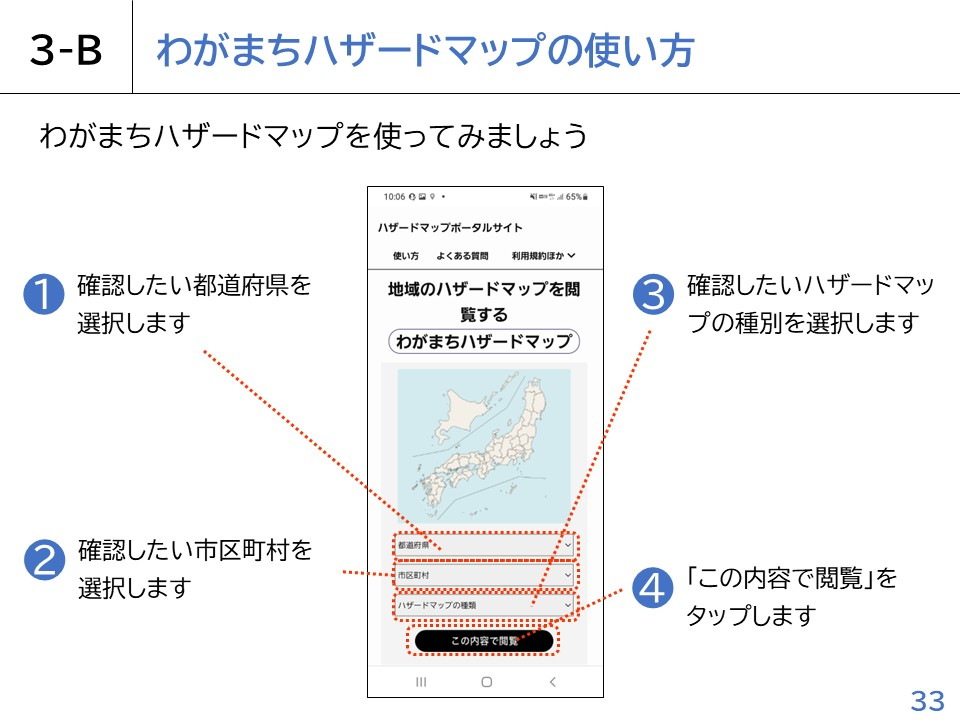 3-B
わがまちハザードマップの使い方
わがまちハザードマップを使ってみましょう
1
確認したい都道府県を
選択します
2
確認したい市区町村を
選択します
10:06
65%
ハザードマップポータルサイト
使い方 よくある質問 利用規約ほか
地域のハザードマップを閲
覧する
わがまちハザードマップ
都道府県
市区町村
ハザードマップの種類
この内容で閲覧
3
確認したいハザードマッ
プの種別を選択します
4
「この内容で閲覧」を
タップします
33